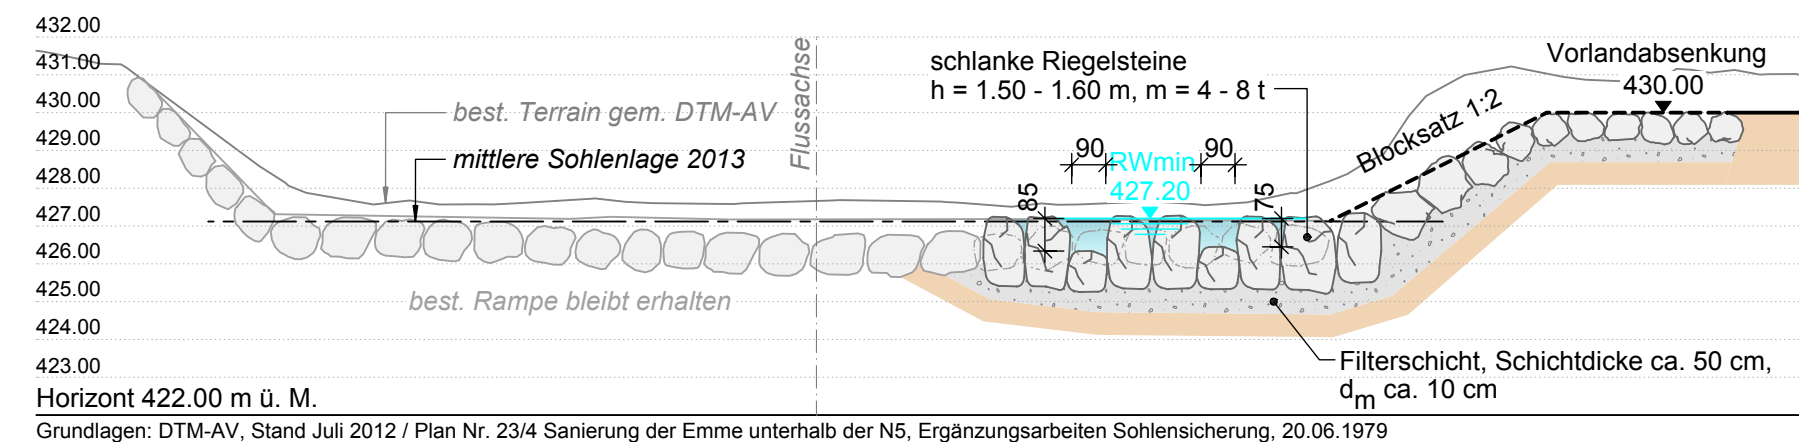 432.00
431.00
430.00
429.00
428.00
427.00
426.00
425.00
424.00
423.00
Horizont 422.00 m ü. M.
best. Terrain gem. DTM-AV
mittlere Sohlenlage 2013
best. Rampe bleibt erhalten
Flussachse
schlanke Riegelsteine
h = 1.50 - 1.60 m, m = 4 - 8 t
90
RWmin
427.20
90
85
75
Blocksatz 1:2
Vorlandabsenkung
430.00
Filterschicht, Schichtdicke ca. 50 cm,
dm ca. 10 cm
Grundlagen: DTM-AV, Stand Juli 2012 / Plan Nr. 23/4 Sanierung der Emme unterhalb der N5, Ergänzungsarbeiten Sohlensicherung, 20.06.1979